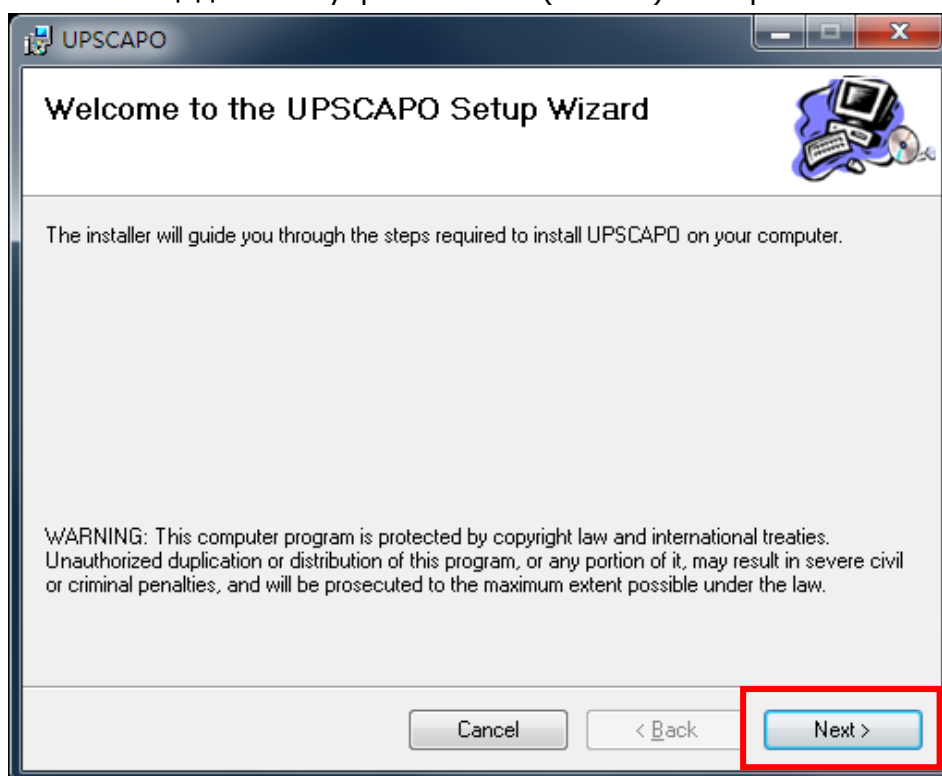 UPSCAPO
Welcome to the UPSCAPO Setup Wizard
The installer will guide you through the steps required to install UPSCAPO on your computer.
WARNING: This computer program is protected by copyright law and international treaties.
Unauthorized duplication or distribution of this program, or any portion of it, may result in severe civil
or criminal penalties, and will be prosecuted to the maximum extent possible under the law.
Cancel
< Back
Next >